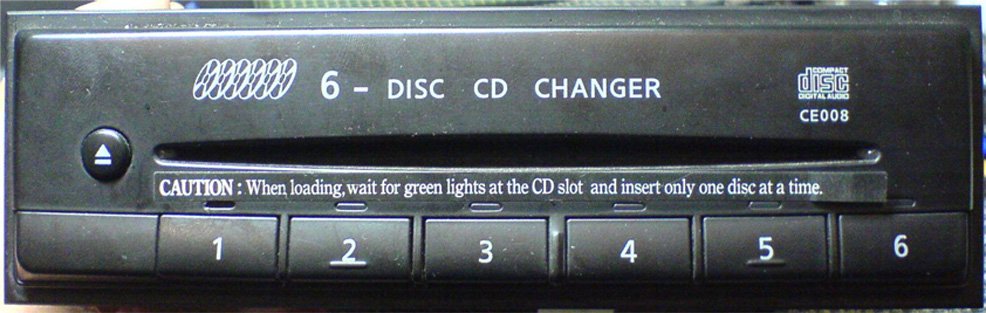 6 - DISC CD CHANGER
COMPACT
disc
DIGITAL AUDIO
CE008
CAUTION : When loading, wait for green lights at the CD slot and insert only one disc at a time.
1 2 3 4 5 6